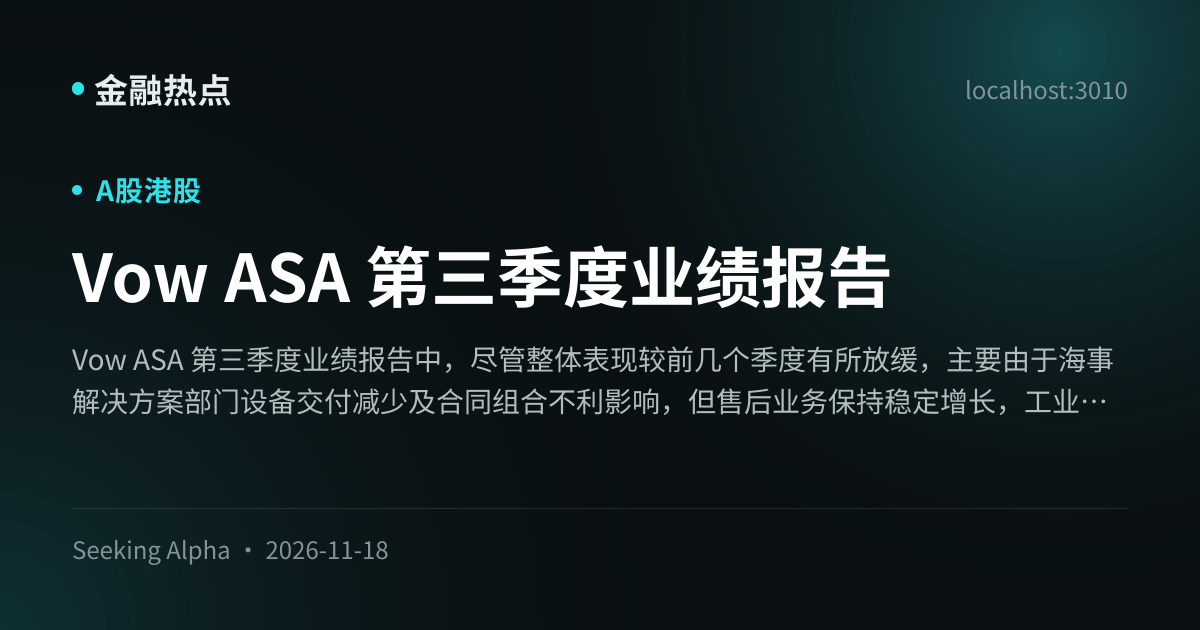 金融热点
localhost:3010
A股港股
Vow ASA 第三季度业绩报告
Vow ASA 第三季度业绩报告中，尽管整体表现较前几个季度有所放缓，主要由于海事
解决方案部门设备交付减少及合同组合不利影响，但售后业务保持稳定增长，工业…
Seeking Alpha · 2026-11-18